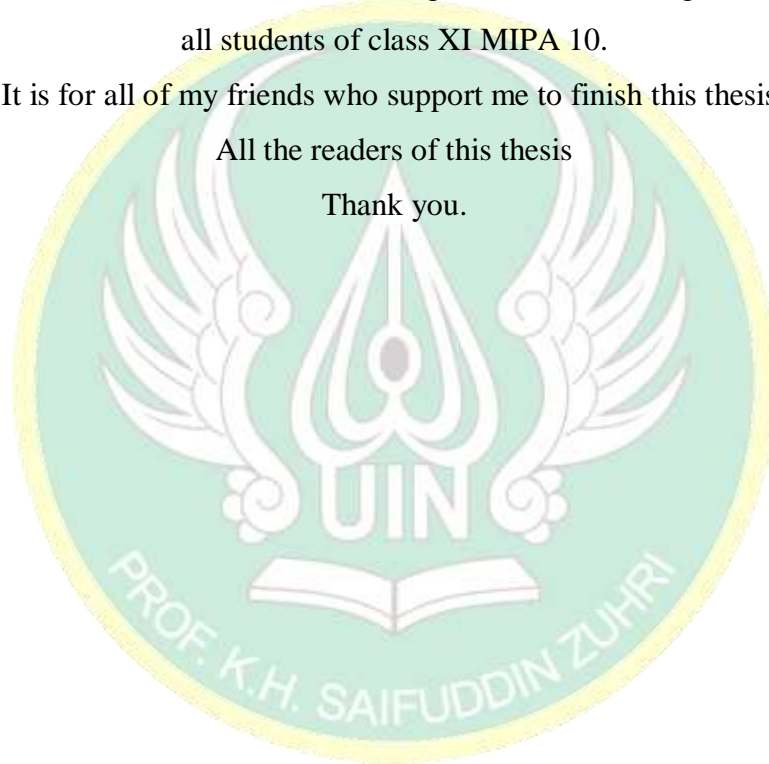 all students of class XI MIPA 10.
It is for all of my friends who support me to finish this thesis
All the readers of this thesis
Thank you.
UIN
PROF. K.H. SAIFUDDIN ZUHRI